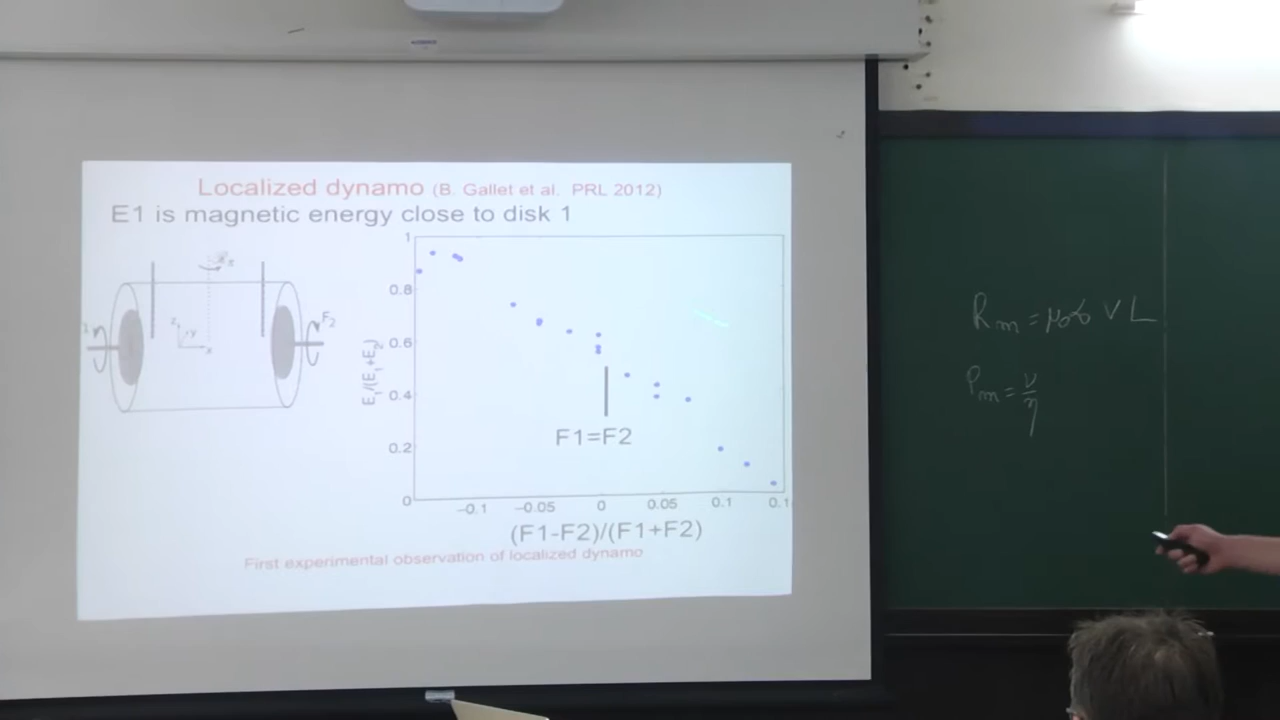 Localized dynamo (B. Gallet et al. PRL 2012)
E1 is magnetic energy close to disk 1
z
y
x
F₂
1
0.8
0.6
0.4
0.2
0
E₁/(E₁+E₂)
F1=F2
−0.1 −0.05 0 0.05 0.1 0.1
(F1-F2)/(F1+F2)
First experimental observation of localized dynamo
Rm = μ₀σ V L
Pm = ν/η